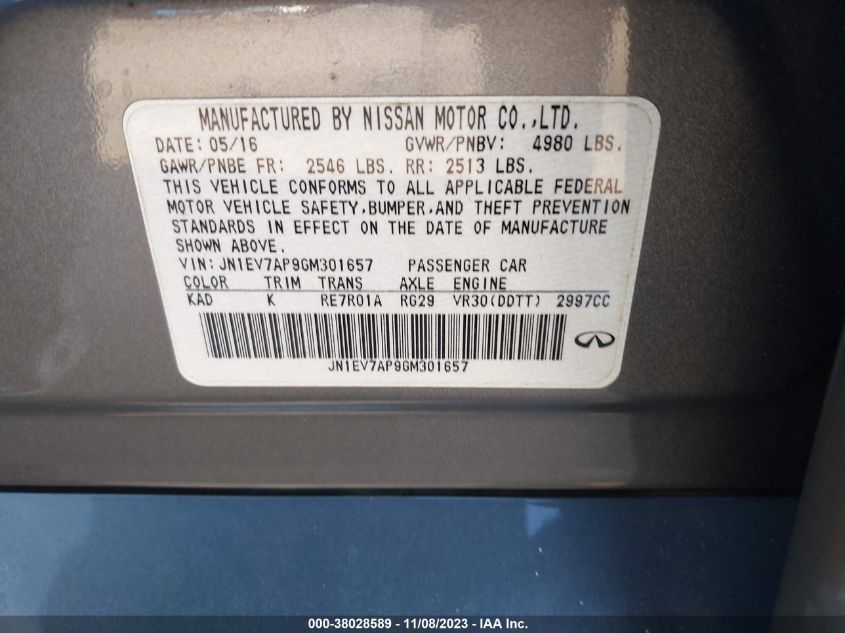 MANUFACTURED BY NISSAN MOTOR CO.,LTD.
DATE: 05/16 GVWR/PNBV: 4980 LBS.
GAWR/PNBE FR: 2546 LBS. RR: 2513 LBS.
THIS VEHICLE CONFORMS TO ALL APPLICABLE FEDERAL
MOTOR VEHICLE SAFETY,BUMPER,AND THEFT PREVENTION
STANDARDS IN EFFECT ON THE DATE OF MANUFACTURE
SHOWN ABOVE.
VIN: JN1EV7AP9GM301657 PASSENGER CAR
COLOR TRIM TRANS AXLE ENGINE
KAD K RE7R01A RG29 VR30(DDTT) 2997CC
JN1EV7AP9GM301657
000-38028589 - 11/08/2023 - IAA Inc.